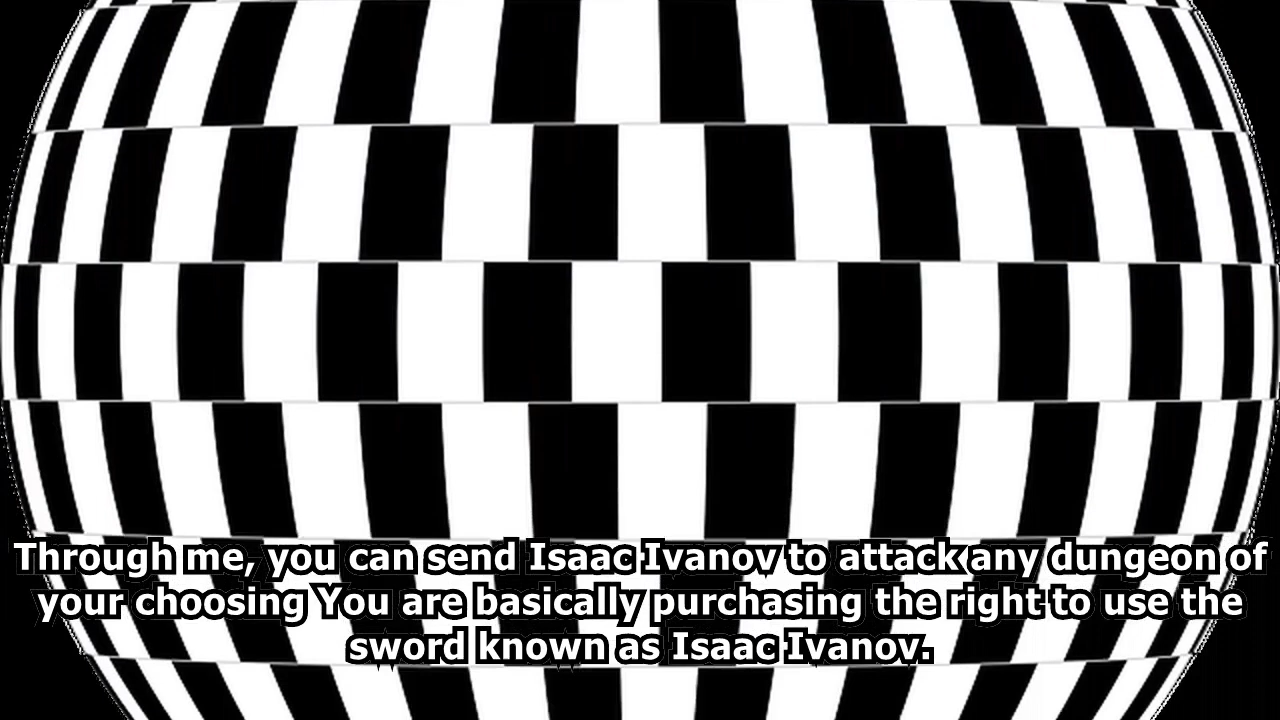 Through me, you can send Isaac Ivanov to attack any dungeon of
your choosing You are basically purchasing the right to use the
sword known as Isaac Ivanov.